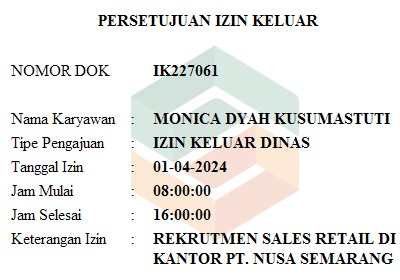 PERSETUJUAN IZIN KELUAR
NOMOR DOK IK227061
Nama Karyawan : MONICA DYAH KUSUMASTUTI
Tipe Pengajuan : IZIN KELUAR DINAS
Tanggal Izin : 01-04-2024
Jam Mulai : 08:00:00
Jam Selesai : 16:00:00
Keterangan Izin : REKRUTMEN SALES RETAIL DI
KANTOR PT. NUSA SEMARANG